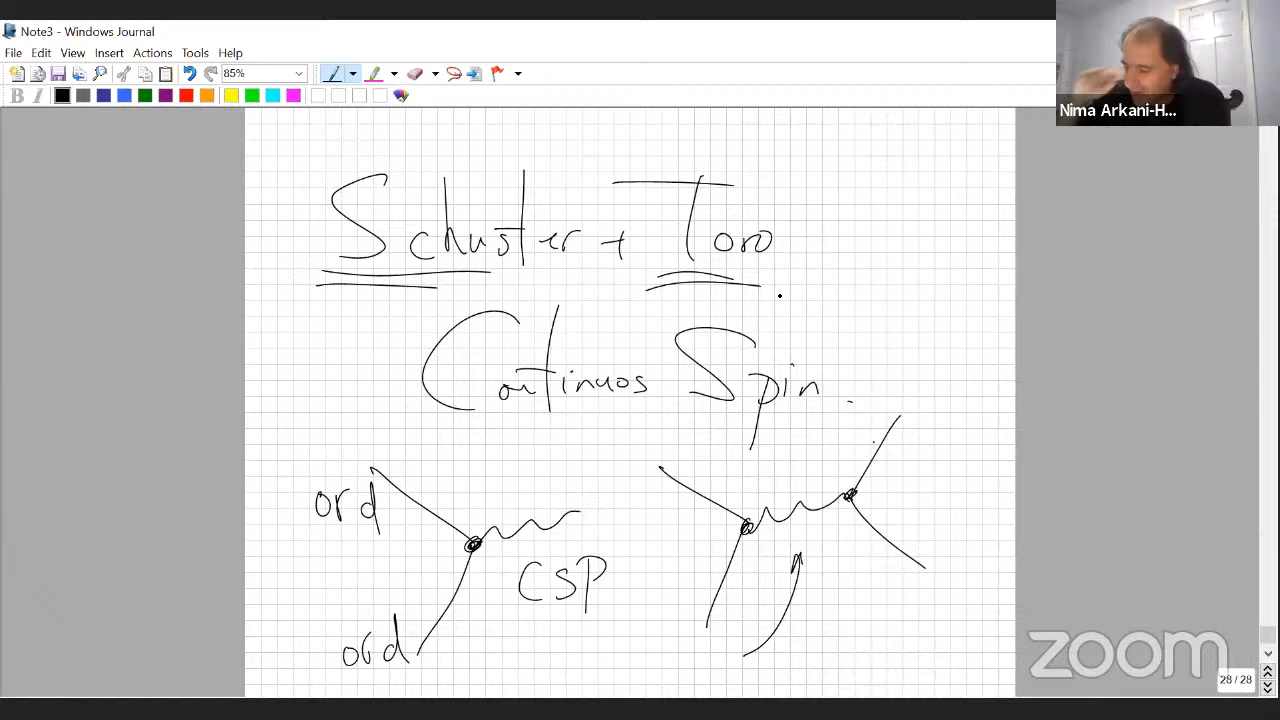 Note3 - Windows Journal
File Edit View Insert Actions Tools Help
85%
B I
Nima Arkani-H...
Schuster + Toro
Continuos Spin.
ord
CSP
ord
zoom
28 / 28